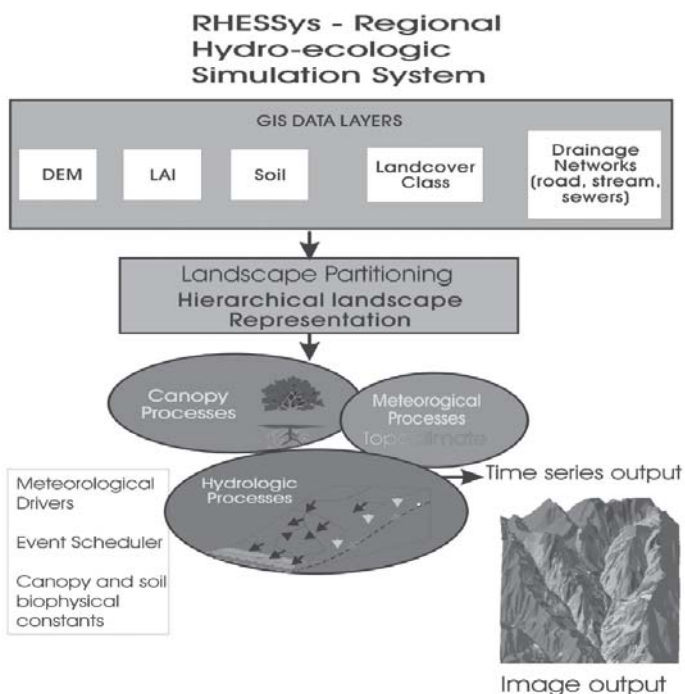 RHESSys - Regional
Hydro-ecologic
Simulation System
GIS DATA LAYERS
DEM
LAI
Soil
Landcover
Class
Drainage
Networks
(road, stream,
sewers)
Landscape Partitioning
Hierarchical landscape
Representation
Canopy
Processes
Meteorological
Processes
Topoclimate
Hydrologic
Processes
Time series output
Meteorological
Drivers
Event Scheduler
Canopy and soil
biophysical
constants
Image output